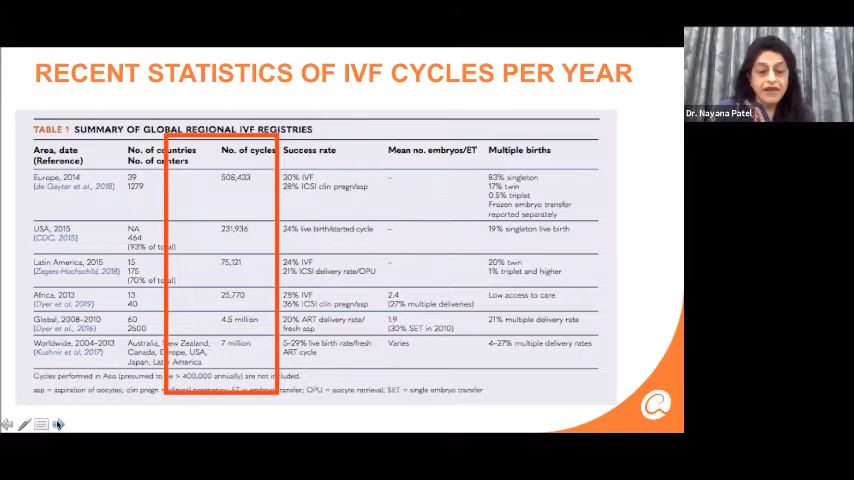 RECENT STATISTICS OF IVF CYCLES PER YEAR
Dr. Nayana Patel
TABLE 1 SUMMARY OF GLOBAL REGIONAL IVF REGISTRIES
Area, date No. of countries No. of cycles Success rate Mean no. embryos/ET Multiple births
(Reference) No. of centers
Europe, 2014 39 508,433 30% IVF – 83% singleton
(de Geyter et al., 2018) 1279 28% ICSI clin pregn/asp 17% twin
0.5% triplet
Frozen embryo transfer
reported separately
USA, 2015 NA 231,936 24% live birth/started cycle – 19% singleton live birth
(CDC, 2015) 464
(93% of total)
Latin America, 2015 15 75,121 24% IVF – 20% twin
(Zegers-Hochschild, 2018) 175 21% ICSI delivery rate/OPU 1% triplet and higher
(70% of total)
Africa, 2013 13 25,770 28% IVF 2.4 Low access to care
(Dyer et al., 2019) 40 36% ICSI clin pregn/asp (27% multiple deliveries)
Global, 2008-2010 60 4.5 million 20% ART delivery rate/ 1.9 21% multiple delivery rate
(Dyer et al., 2016) 2500 fresh asp (30% SET in 2010)
Worldwide, 2004-2013 Australia, New Zealand, 7 million 5-29% live birth rate/fresh Varies 4-27% multiple delivery rates
(Kushnir et al. 2017) Canada, Europe, USA, ART cycle
Japan, Latin America
Cycles performed in Asia (presumed to be > 400,000 annually) are not included.
asp = aspiration of oocytes; clin pregn = clinical pregnancy; ET = embryo transfer; OPU = oocyte retrieval, SET = single embryo transfer